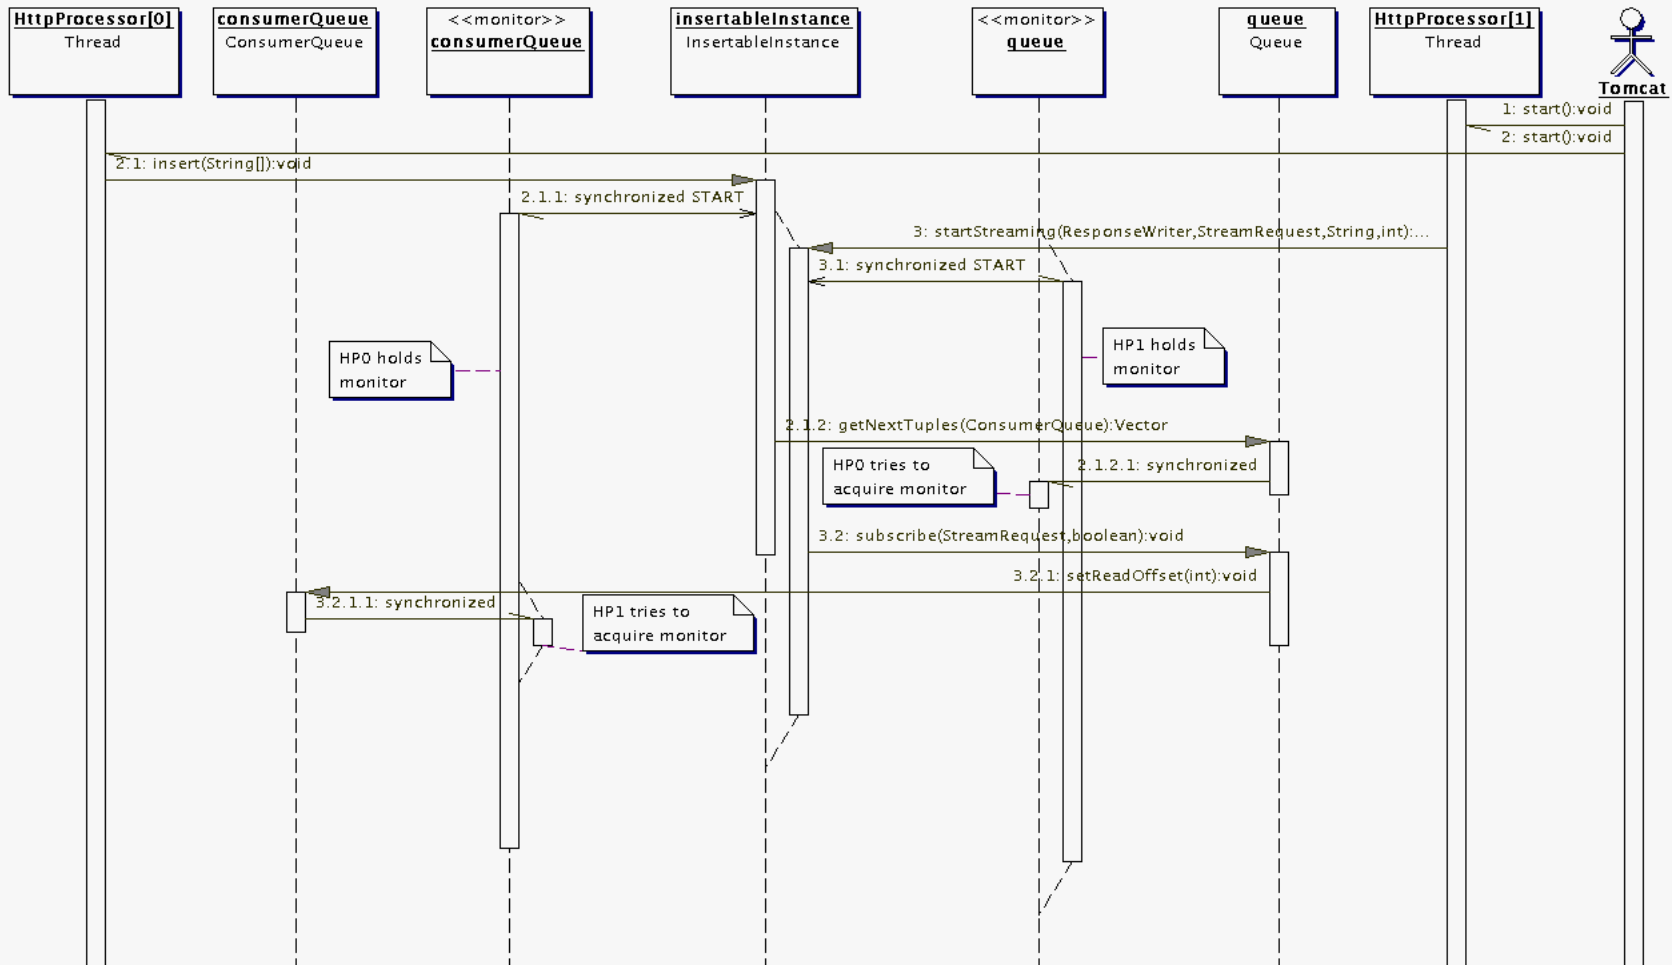 HttpProcessor[0]
Thread
consumerQueue
ConsumerQueue
<<monitor>>
consumerQueue
insertableInstance
InsertableInstance
<<monitor>>
queue
queue
Queue
HttpProcessor[1]
Thread
Tomcat
1: start():void
2: start():void
2.1: insert(String[]):void
2.1.1: synchronized START
3: startStreaming(ResponseWriter,StreamRequest,String,int):...
3.1: synchronized START
HP0 holds
monitor
HP1 holds
monitor
2.1.2: getNextTuples(ConsumerQueue):Vector
HP0 tries to
acquire monitor
2.1.2.1: synchronized
3.2: subscribe(StreamRequest,boolean):void
3.2.1: setReadOffset(int):void
3.2.1.1: synchronized
HP1 tries to
acquire monitor